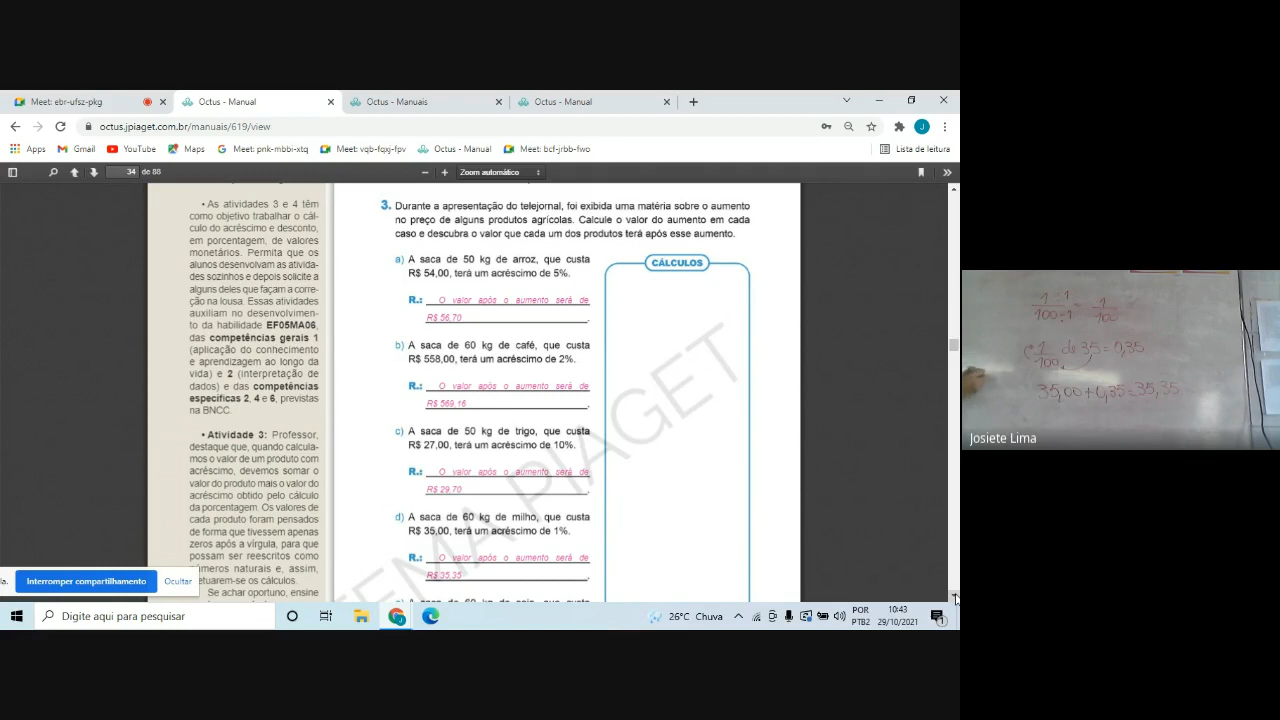 Meet: ebr-ufsz-pkg
Octus - Manual
Octus - Manuais
Octus - Manual
octus.jpiaget.com.br/manuais/619/view
Apps
Gmail
YouTube
Maps
Meet: pnk-mbbi-xtq
Meet: vqb-fqxj-fpv
Octus - Manual
Meet: bcf-jrbb-fwo
Lista de leitura
34 de 88
Zoom automático
• As atividades 3 e 4 têm
como objetivo trabalhar o cál-
culo do acréscimo e desconto,
em porcentagem, de valores
monetários. Permita que os
alunos desenvolvam as ativida-
des sozinhos e depois solicite a
alguns deles que façam a corre-
ção na lousa. Essas atividades
auxiliam no desenvolvimen-
to da habilidade EF05MA06,
das competências gerais 1
(aplicação do conhecimento
e aprendizagem ao longo da
vida) e 2 (interpretação de
dados) e das competências
específicas 2, 4 e 6, previstas
na BNCC.
• Atividade 3: Professor,
destaque que, quando calcula-
mos o valor de um produto com
acréscimo, devemos somar o
valor do produto mais o valor do
acréscimo obtido pelo cálculo
da porcentagem. Os valores de
cada produto foram pensados
de forma que tivessem apenas
zeros após a vírgula, para que
possam ser reescritos como
números naturais e, assim,
etuarem-se os cálculos.
Se achar oportuno, ensine
3. Durante a apresentação do telejornal, foi exibida uma matéria sobre o aumento
no preço de alguns produtos agrícolas. Calcule o valor do aumento em cada
caso e descubra o valor que cada um dos produtos terá após esse aumento.
a) A saca de 50 kg de arroz, que custa
R$ 54,00, terá um acréscimo de 5%.
R.: O valor após o aumento será de
R$ 56,70.
b) A saca de 60 kg de café, que custa
R$ 558,00, terá um acréscimo de 2%.
R.: O valor após o aumento será de
R$ 569,16.
c) A saca de 50 kg de trigo, que custa
R$ 27,00, terá um acréscimo de 10%.
R.: O valor após o aumento será de
R$ 29,70.
d) A saca de 60 kg de milho, que custa
R$ 35,00, terá um acréscimo de 1%.
R.: O valor após o aumento será de
R$ 35,35.
CÁLCULOS
TEMA PIAGET
la.
Interromper compartilhamento
Ocultar
Digite aqui para pesquisar
26°C Chuva
POR
PTB2
10:43
29/10/2021
1
1 ÷ 1 = 1
100 ÷ 1 100
1 de 35 = 0,35
100
35,00 + 0,35 = 35,35
Josiete Lima